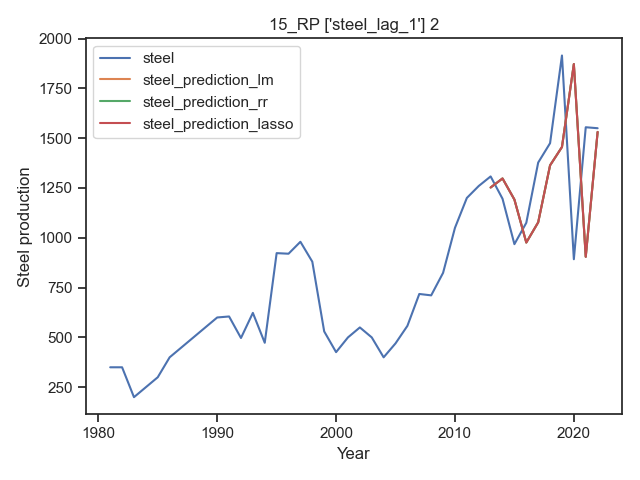 15_RP ['steel_lag_1'] 2
2000
1750
1500
1250
1000
750
500
250
Steel production
steel
steel_prediction_lm
steel_prediction_rr
steel_prediction_lasso
1980
1990
2000
2010
2020
Year